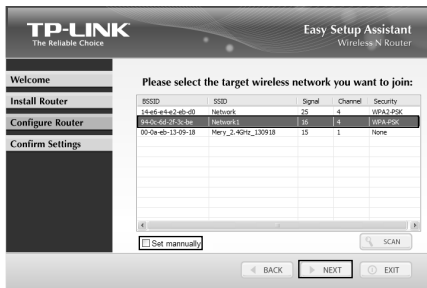 TP-LINK
The Reliable Choice
Easy Setup Assistant
Wireless N Router
Welcome
Install Router
Configure Router
Confirm Settings
Please select the target wireless network you want to join:
BSSID SSID Signal Channel Security
14-e6-e4-e2-eb-d0 Network 25 4 WPA2-PSK
94-0c-6d-2f-3c-be Network1 16 4 WPA-PSK
00-0a-eb-13-09-18 Mery_2.4GHz_130918 15 1 None
Set mannually
SCAN
BACK
NEXT
EXIT